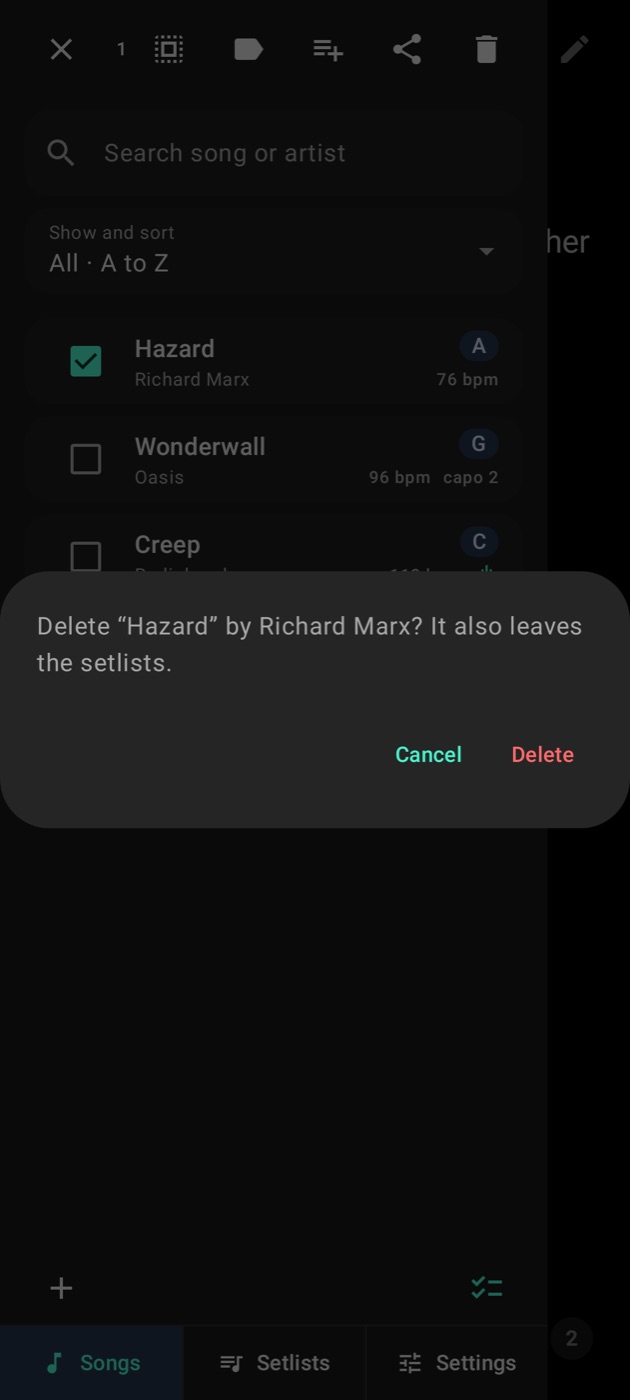 1
Search song or artist
her
Show and sort
All · A to Z
Hazard
A
Richard Marx
76 bpm
Wonderwall
G
Oasis
96 bpm capo 2
Creep
C
Delete “Hazard” by Richard Marx? It also leaves
the setlists.
Cancel
Delete
2
Songs
Setlists
Settings